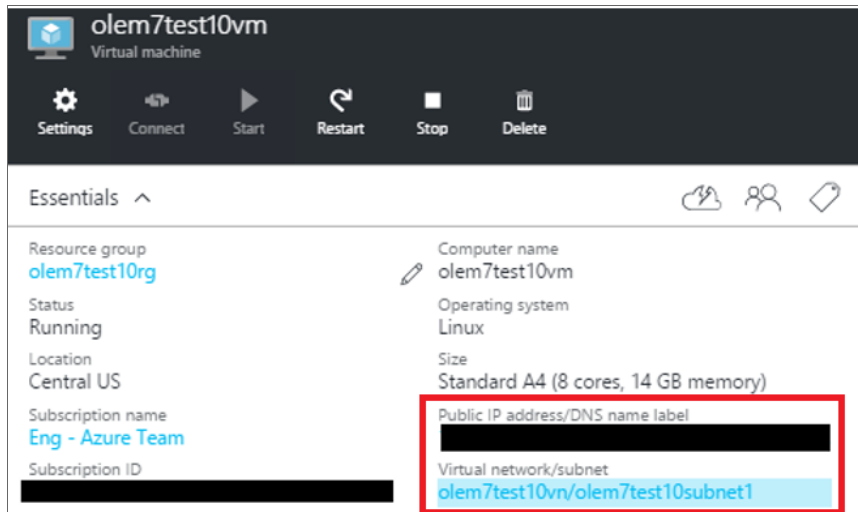 olem7test10vm
Virtual machine
Settings Connect Start Restart Stop Delete
Essentials
Resource group
olem7test10rg
Status
Running
Location
Central US
Subscription name
Eng - Azure Team
Subscription ID
Computer name
olem7test10vm
Operating system
Linux
Size
Standard A4 (8 cores, 14 GB memory)
Public IP address/DNS name label
Virtual network/subnet
olem7test10vn/olem7test10subnet1